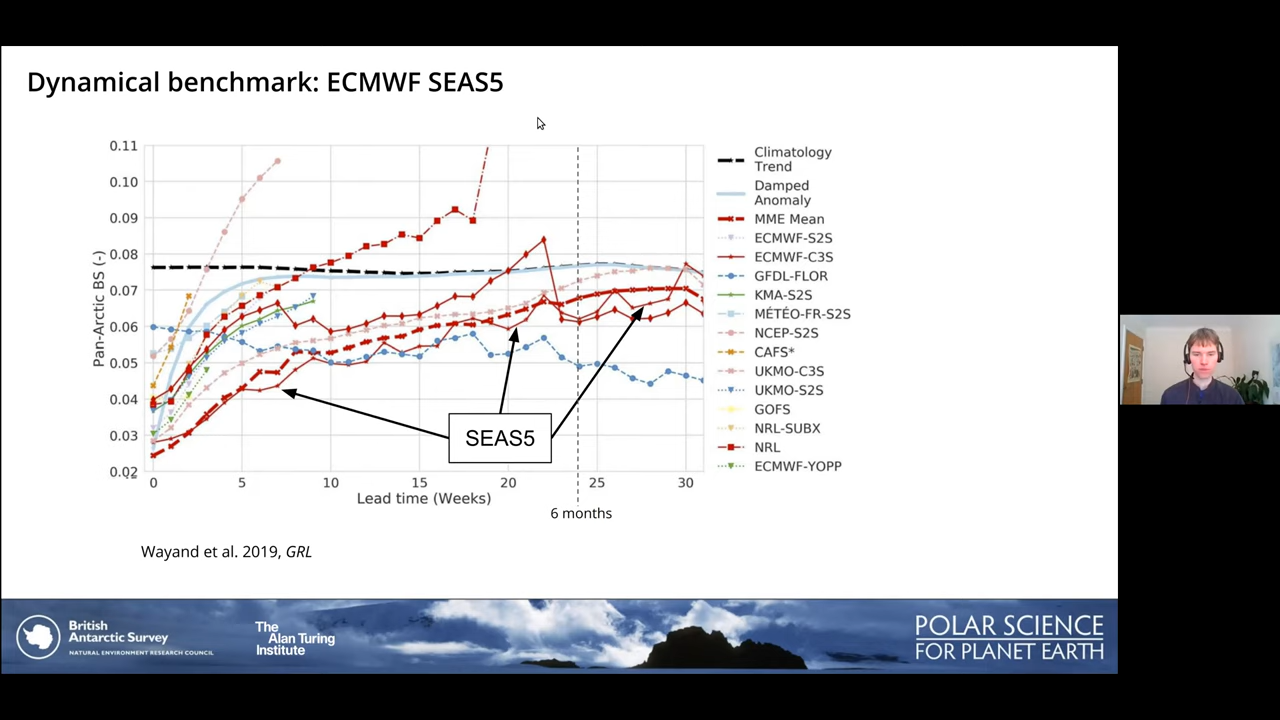 Dynamical benchmark: ECMWF SEAS5
0.11
0.10
0.09
0.08
0.07
0.06
0.05
0.04
0.03
0.02
Pan-Arctic BS (-)
0
5
10
15
20
25
30
Lead time (Weeks)
6 months
SEAS5
Climatology
Trend
Damped
Anomaly
MME Mean
ECMWF-S2S
ECMWF-C3S
GFDL-FLOR
KMA-S2S
MÉTÉO-FR-S2S
NCEP-S2S
CAFS*
UKMO-C3S
UKMO-S2S
GOFS
NRL-SUBX
NRL
ECMWF-YOPP
Wayand et al. 2019, GRL
British
Antarctic Survey
NATURAL ENVIRONMENT RESEARCH COUNCIL
The
Alan Turing
Institute
POLAR SCIENCE
FOR PLANET EARTH